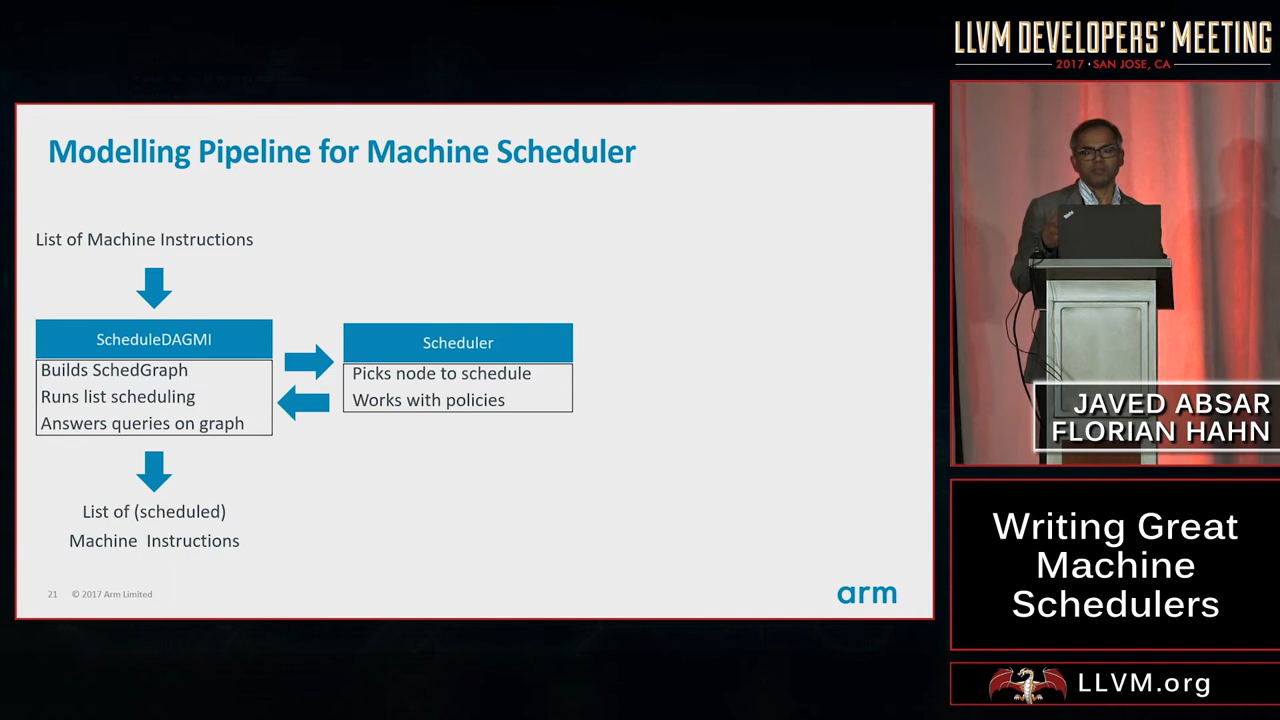 LLVM DEVELOPERS' MEETING
2017 · SAN JOSE, CA
Modelling Pipeline for Machine Scheduler
List of Machine Instructions
ScheduleDAGMI
Builds SchedGraph
Runs list scheduling
Answers queries on graph
Scheduler
Picks node to schedule
Works with policies
List of (scheduled)
Machine Instructions
21 © 2017 Arm Limited
arm
JAVED ABSAR
FLORIAN HAHN
Writing Great
Machine
Schedulers
LLVM.org